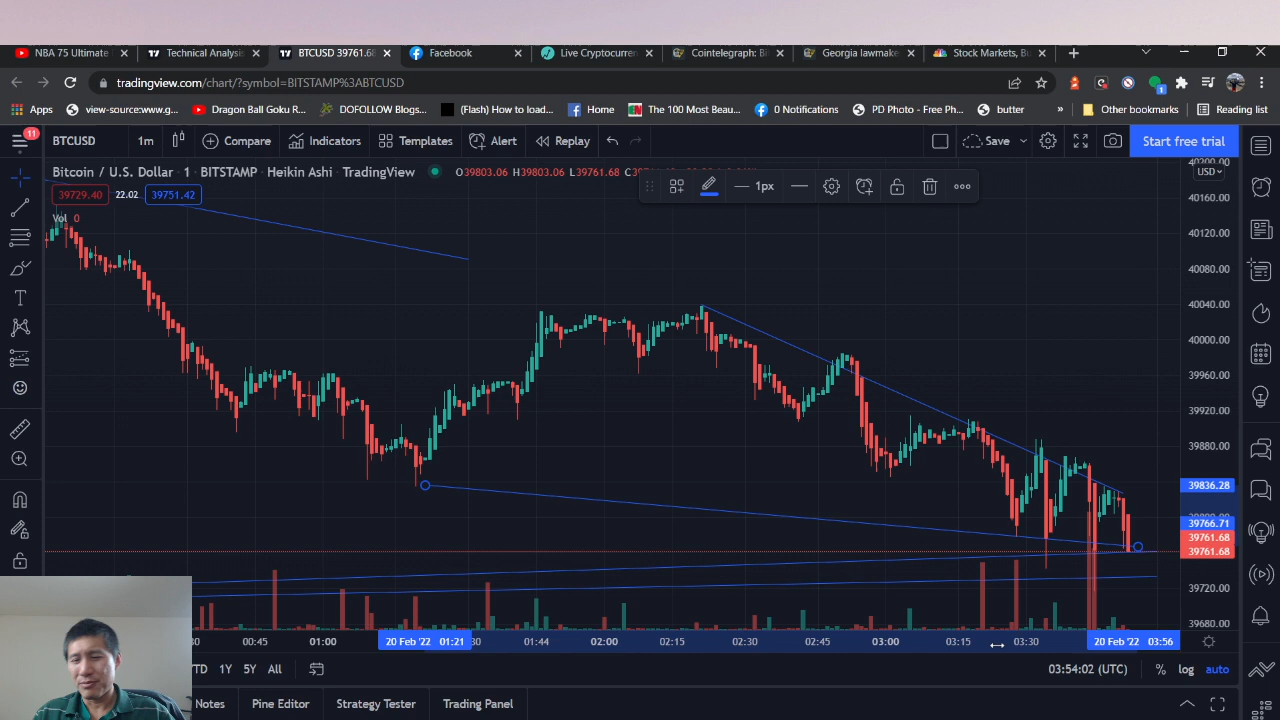 NBA 75 Ultimate
Technical Analysis
BTCUSD 39761.68
Facebook
Live Cryptocurren
Cointelegraph: Bi
Georgia lawmake
Stock Markets, Bu
tradingview.com/chart/?symbol=BITSTAMP%3ABTCUSD
Apps
view-source:www.g...
Dragon Ball Goku R...
DOFOLLOW Blogs...
(Flash) How to load...
Home
The 100 Most Beau...
0 Notifications
PD Photo - Free Ph...
butter
»
Other bookmarks
Reading list
11
BTCUSD
1m
Compare
Indicators
Templates
Alert
Replay
Save
Start free trial
Bitcoin / U.S. Dollar · 1 · BITSTAMP · Heikin Ashi · TradingView
O39803.06 H39803.06 L39761.68
39729.40 22.02 39751.42
Vol 0
1px
USD
40200.00
40160.00
40120.00
40080.00
40040.00
40000.00
39960.00
39920.00
39880.00
39836.28
39766.71
39761.68
39761.68
39720.00
39680.00
00:45
01:00
20 Feb '22 01:21
01:44
02:00
02:15
02:30
02:45
03:00
03:15
03:30
20 Feb '22 03:56
1Y
5Y
All
03:54:02 (UTC)
%
log
auto
Notes
Pine Editor
Strategy Tester
Trading Panel